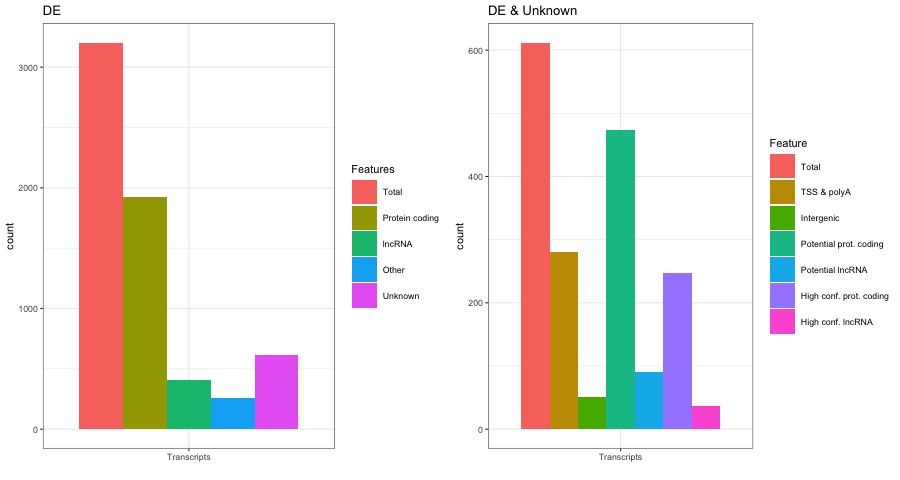 DE
count
3000
2000
1000
0
Transcripts
Features
Total
Protein coding
lncRNA
Other
Unknown
DE & Unknown
count
600
400
200
0
Transcripts
Feature
Total
TSS & polyA
Intergenic
Potential prot. coding
Potential lncRNA
High conf. prot. coding
High conf. lncRNA